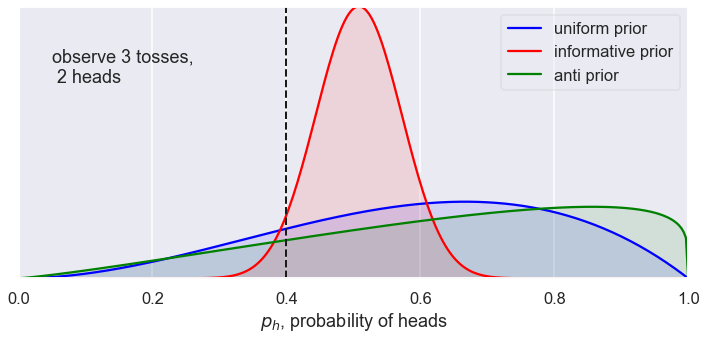 observe 3 tosses,
2 heads
uniform prior
informative prior
anti prior
0.0 0.2 0.4 0.6 0.8 1.0
pₕ, probability of heads